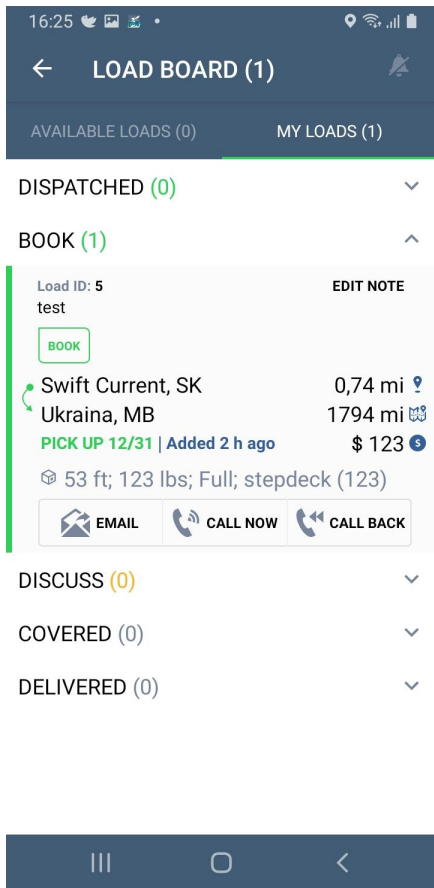 16:25
LOAD BOARD (1)
AVAILABLE LOADS (0) MY LOADS (1)
DISPATCHED (0)
BOOK (1)
Load ID: 5 EDIT NOTE
test
BOOK
Swift Current, SK 0,74 mi
Ukraina, MB 1794 mi
PICK UP 12/31 | Added 2 h ago $ 123
53 ft; 123 lbs; Full; stepdeck (123)
EMAIL CALL NOW CALL BACK
DISCUSS (0)
COVERED (0)
DELIVERED (0)